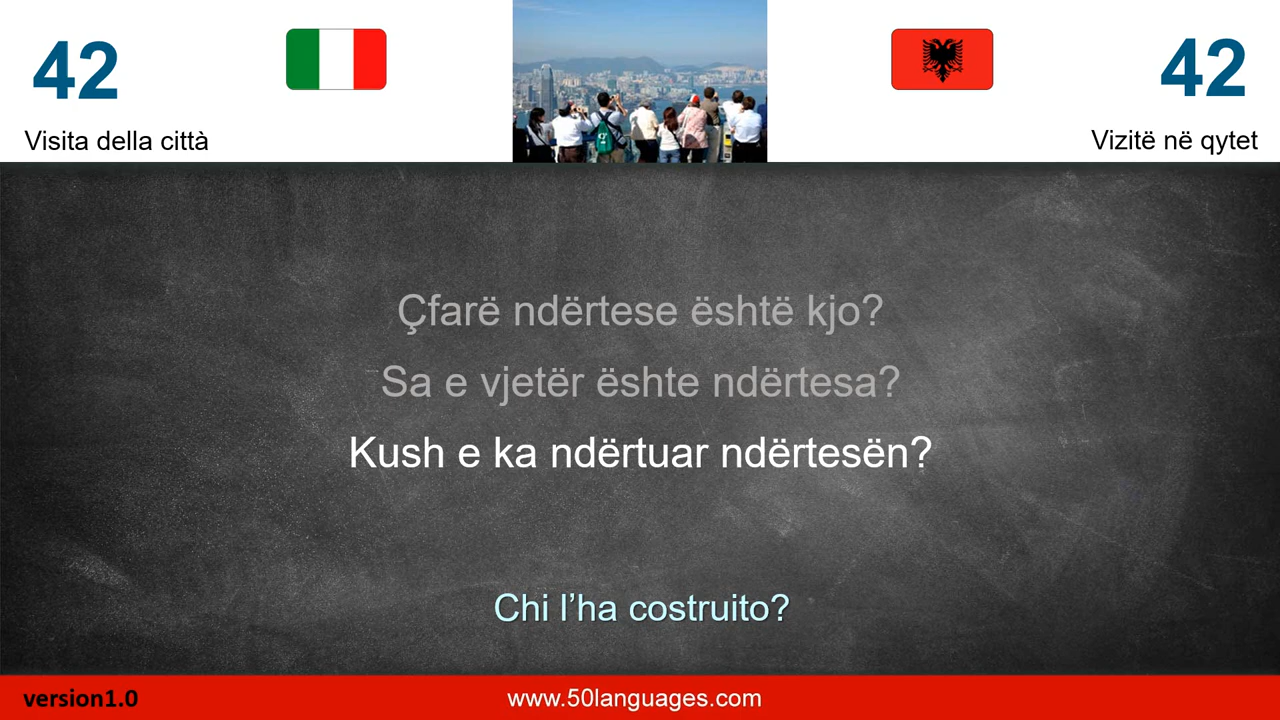 42
42
Visita della città
Vizitë në qytet
Çfarë ndërtese është kjo?
Sa e vjetër është ndërtesa?
Kush e ka ndërtuar ndërtesën?
Chi l’ha costruito?
version1.0
www.50languages.com